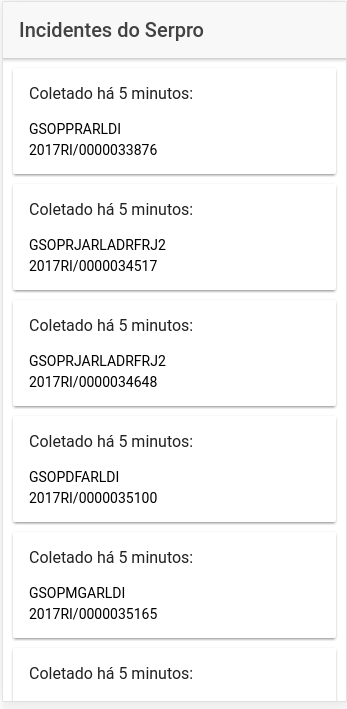 Incidentes do Serpro
Coletado há 5 minutos:
GSOPPRARLDI
2017RI/0000033876
Coletado há 5 minutos:
GSOPRJARLADRFRJ2
2017RI/0000034517
Coletado há 5 minutos:
GSOPRJARLADRFRJ2
2017RI/0000034648
Coletado há 5 minutos:
GSOPDFARLDI
2017RI/0000035100
Coletado há 5 minutos:
GSOPMGARLDI
2017RI/0000035165
Coletado há 5 minutos: